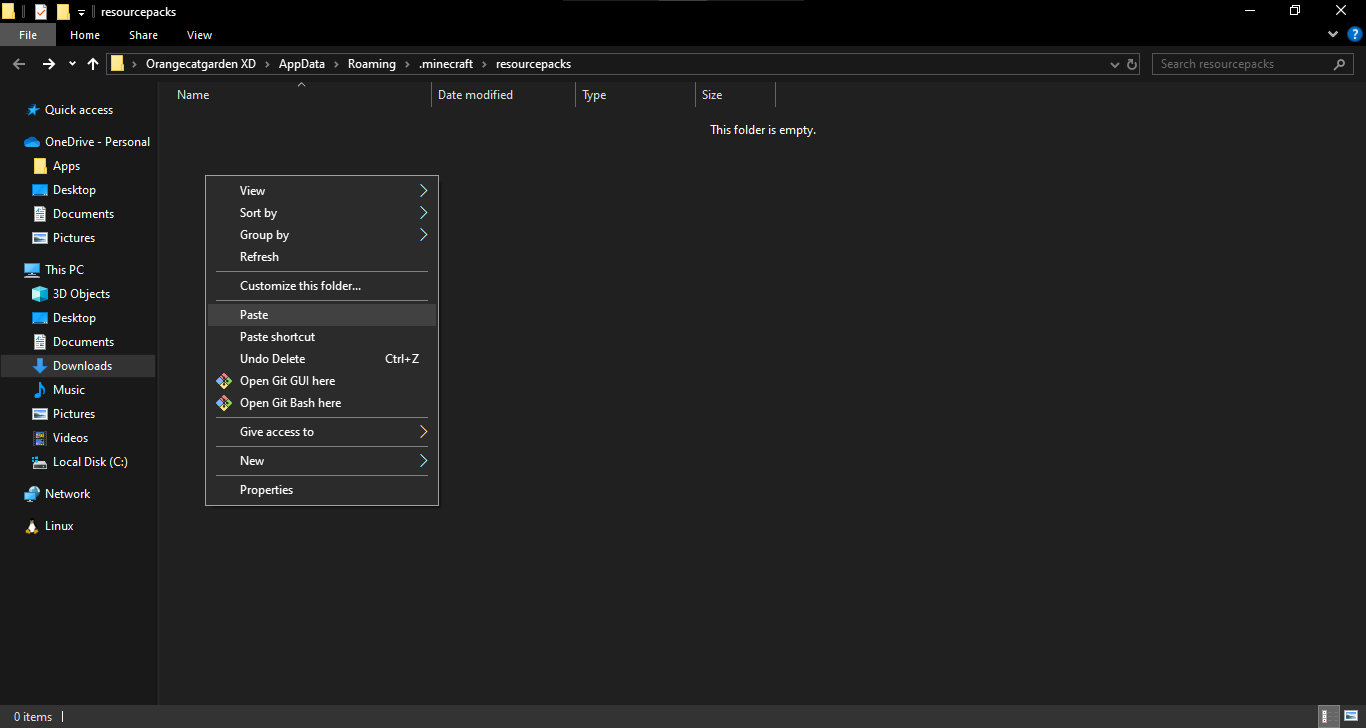 resourcepacks
File Home Share View
Orangecatgarden XD > AppData > Roaming > .minecraft > resourcepacks
Search resourcepacks
Name Date modified Type Size
This folder is empty.
Quick access
OneDrive - Personal
Apps
Desktop
Documents
Pictures
This PC
3D Objects
Desktop
Documents
Downloads
Music
Pictures
Videos
Local Disk (C:)
Network
Linux
View
Sort by
Group by
Refresh
Customize this folder...
Paste
Paste shortcut
Undo Delete Ctrl+Z
Open Git GUI here
Open Git Bash here
Give access to
New
Properties
0 items